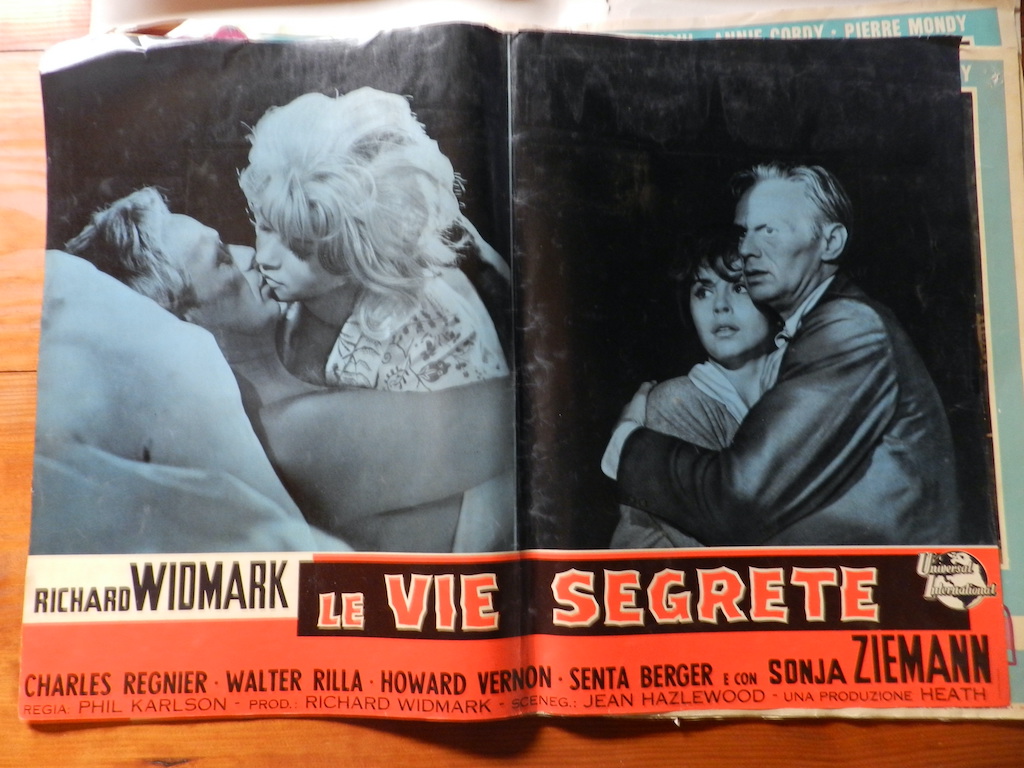 ANNIE CORDY · PIERRE MONDY
Y
RICHARD WIDMARK
LE VIE SEGRETE
Universal
International
CHARLES REGNIER · WALTER RILLA · HOWARD VERNON · SENTA BERGER E CON SONJA ZIEMANN
REGIA: PHIL KARLSON - PROD.: RICHARD WIDMARK - SCENEG.: JEAN HAZLEWOOD - UNA PRODUZIONE HEATH